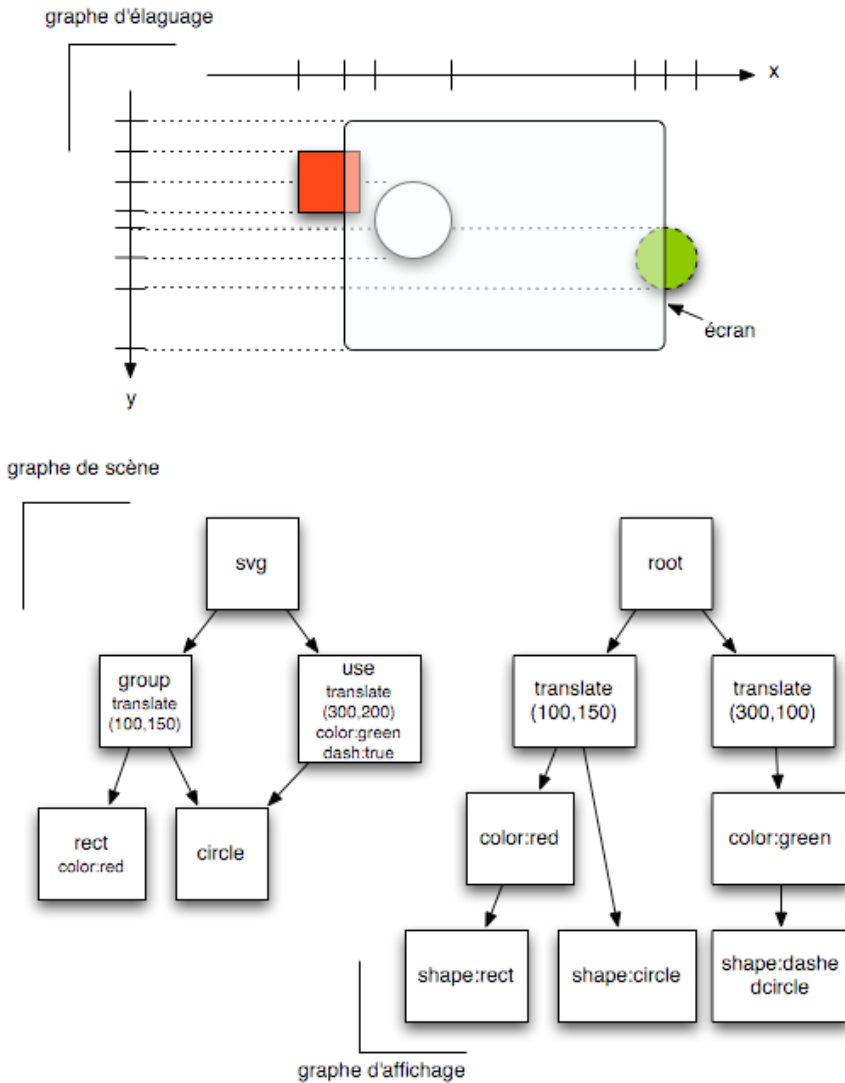 graphe d'élaguage
x
écran
y
graphe de scène
svg
root
group
translate
(100,150)
use
translate
(300,200)
color:green
dash:true
translate
(100,150)
translate
(300,100)
rect
color:red
circle
color:red
color:green
shape:rect
shape:circle
shape:dashe
dcircle
graphe d'affichage